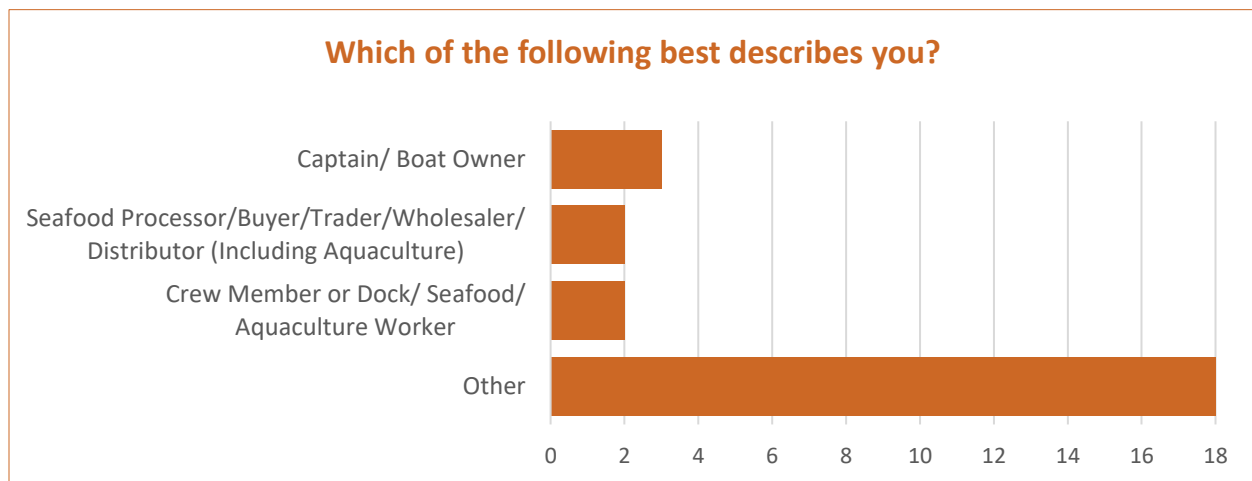 Which of the following best describes you?
Captain/ Boat Owner
Seafood Processor/Buyer/Trader/Wholesaler/
Distributor (Including Aquaculture)
Crew Member or Dock/ Seafood/
Aquaculture Worker
Other
0 2 4 6 8 10 12 14 16 18